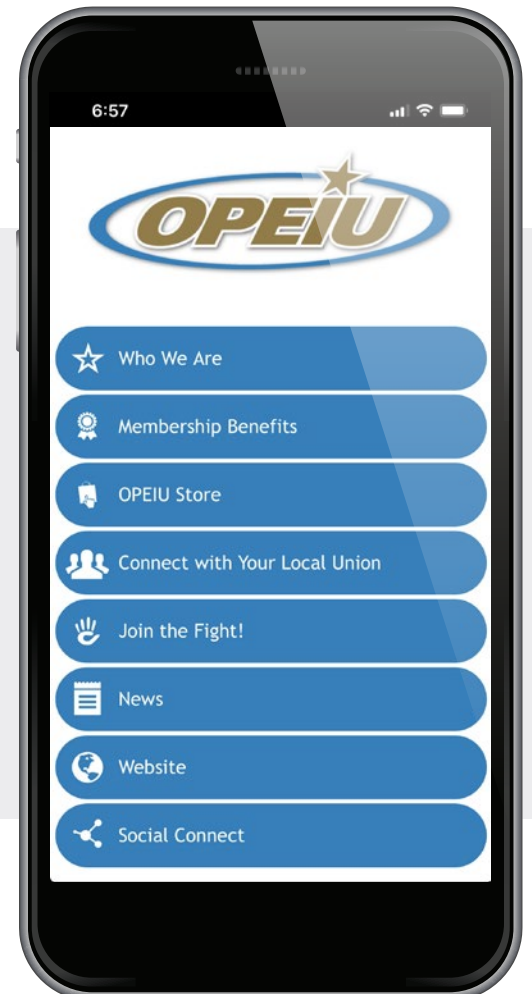 6:57
OPEIU
Who We Are
Membership Benefits
OPEIU Store
Connect with Your Local Union
Join the Fight!
News
Website
Social Connect